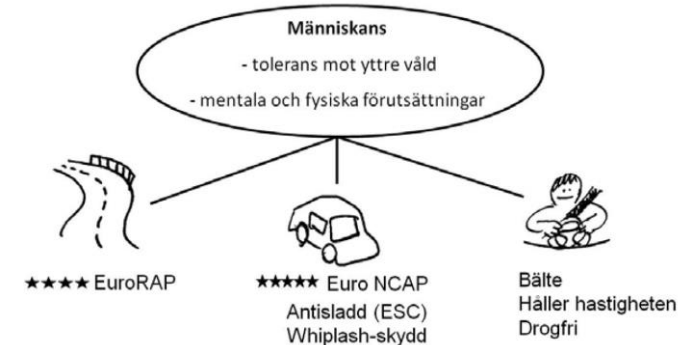 Människans
- tolerans mot yttre våld
- mentala och fysiska förutsättningar
★★★★ EuroRAP
★★★★★ Euro NCAP
Antisladd (ESC)
Whiplash-skydd
Bälte
Håller hastigheten
Drogfri